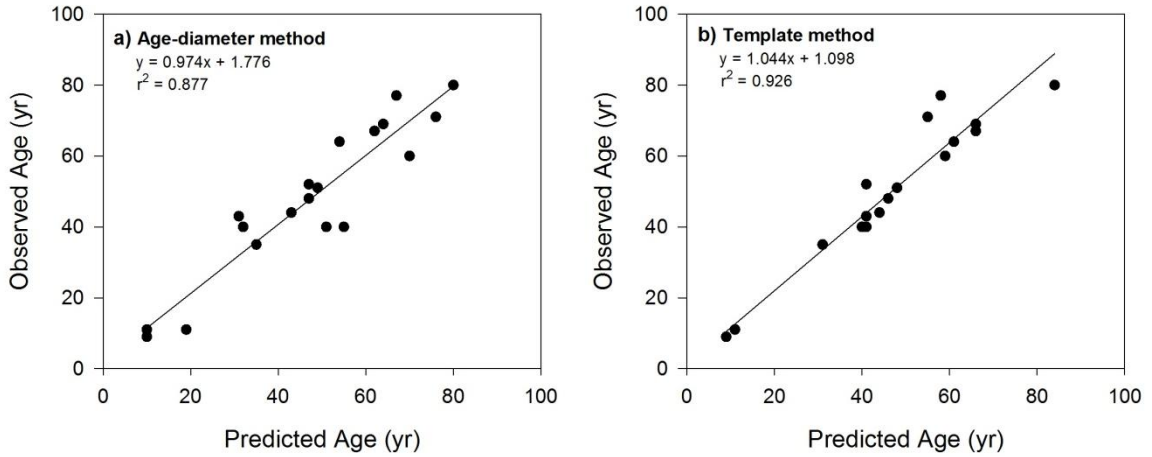 a) Age-diameter method
y = 0.974x + 1.776
r² = 0.877
100
80
60
40
20
0
Observed Age (yr)
0 20 40 60 80 100
Predicted Age (yr)
b) Template method
y = 1.044x + 1.098
r² = 0.926
100
80
60
40
20
0
Observed Age (yr)
0 20 40 60 80 100
Predicted Age (yr)